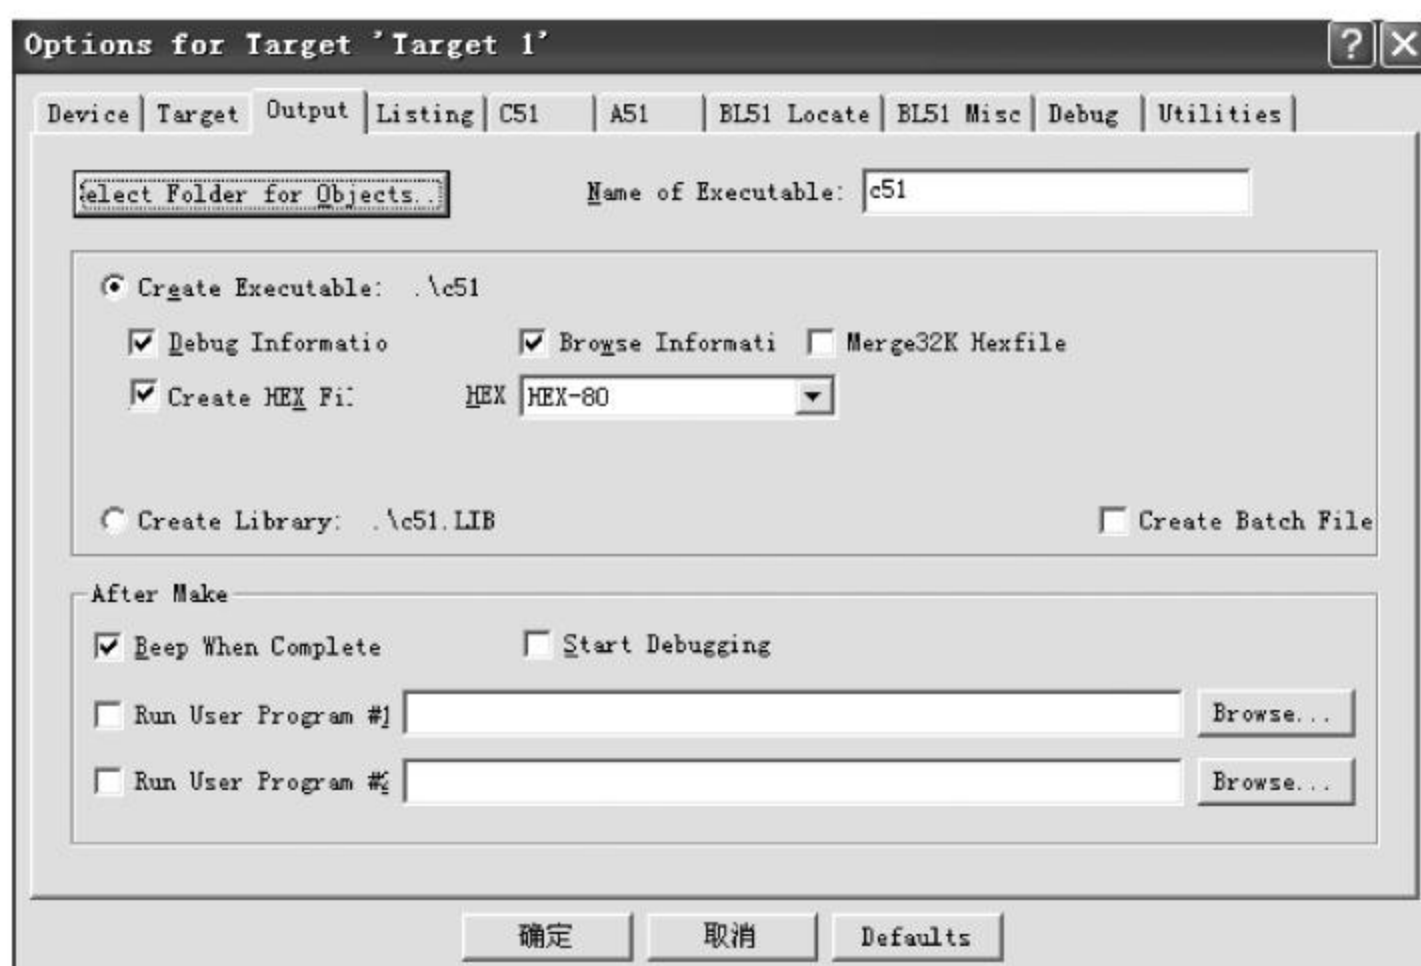 Options for Target 'Target 1'
Device Target Output Listing C51 A51 BL51 Locate BL51 Misc Debug Utilities
elect Folder for Objects.. Name of Executable: c51
Create Executable: .\c51
Debug Informatio Browse Informati Merge32K Hexfile
Create HEX Fi: HEX HEX-80
Create Library: .\c51.LIB Create Batch File
After Make
Beep When Complete Start Debugging
Run User Program #1 Browse...
Run User Program #2 Browse...
确定 取消 Defaults